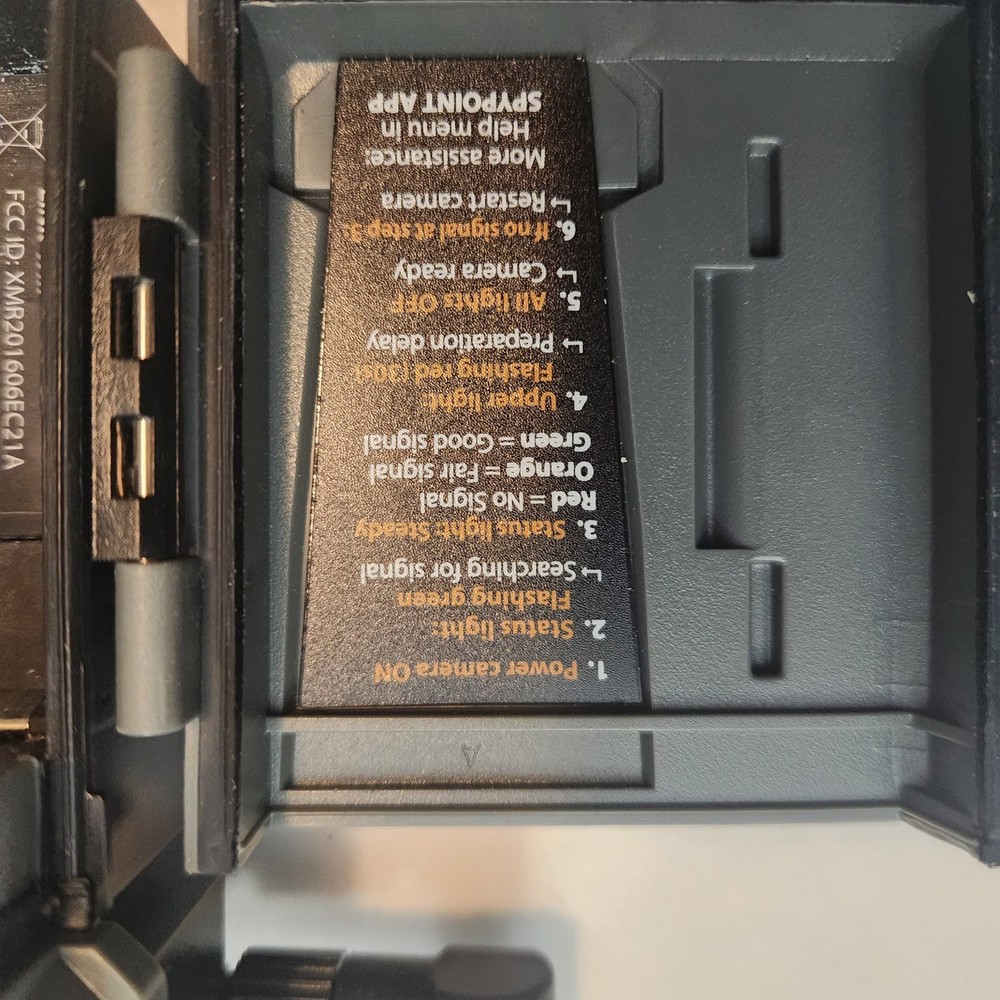 1. Power camera ON
2. Status light:
Flashing green
↳ Searching for signal
3. Status light: Steady
Red = No Signal
Orange = Fair signal
Green = Good signal
4. Upper light:
Flashing red (30s)
↳ Preparation delay
5. All lights OFF
↳ Camera ready
6. If no signal at step 3:
↳ Restart camera
More assistance:
Help menu in
SPYPOINT APP
FCC ID: XMR201606EC21A
A